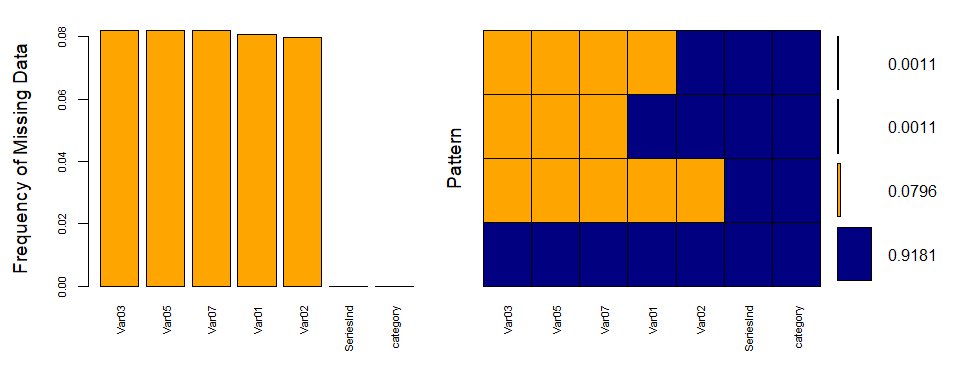 Frequency of Missing Data
0.08
0.06
0.04
0.02
0.00
Var03
Var05
Var07
Var01
Var02
SeriesInd
category
Pattern
Var03
Var05
Var07
Var01
Var02
SeriesInd
category
0.0011
0.0011
0.0796
0.9181